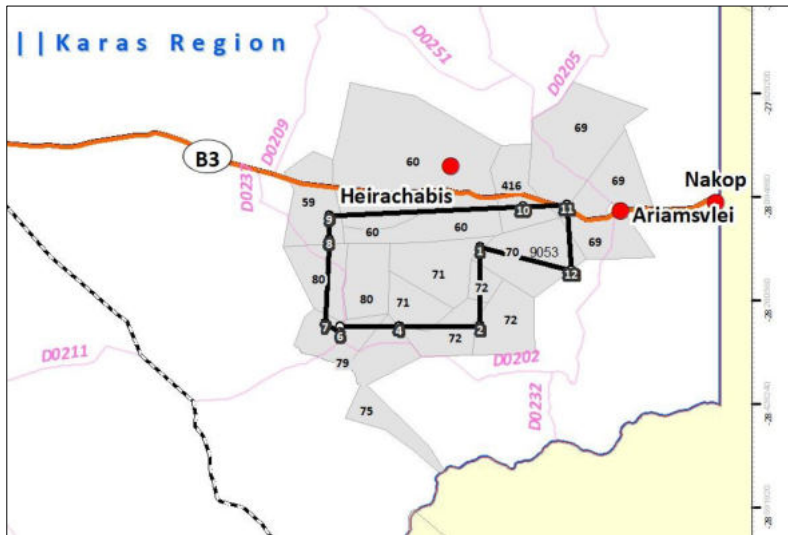 ||Karas Region
D0251
D0205
D0209
B3
D0237
60
69
69
59
416
Nakop
Heirachabis
Ariamsvlei
9
10
11
60
60
8
1
70
9053
69
12
71
80
80
72
71
72
7
6
4
2
72
79
D0202
D0211
75
D0232